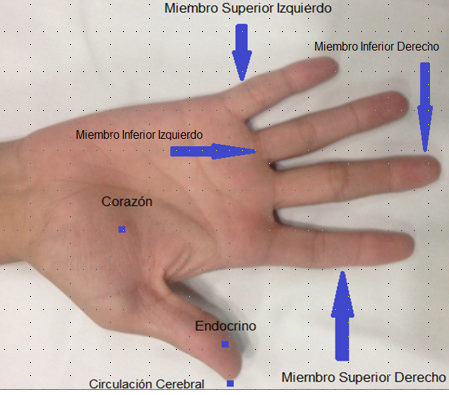 Miembro Superior Izquierdo
Miembro Inferior Derecho
Miembro Inferior Izquierdo
Corazón
Endocrino
Circulación Cerebral
Miembro Superior Derecho